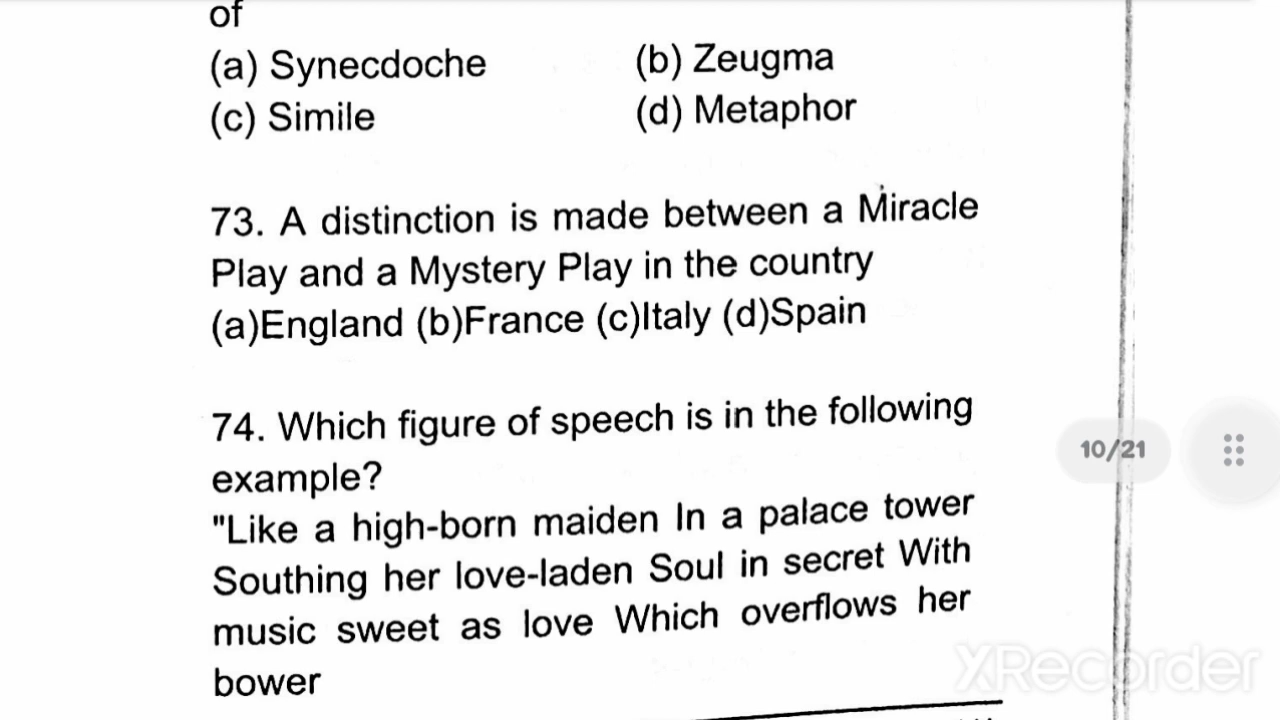 of
(a) Synecdoche (b) Zeugma
(c) Simile (d) Metaphor
73. A distinction is made between a Miracle
Play and a Mystery Play in the country
(a)England (b)France (c)Italy (d)Spain
74. Which figure of speech is in the following
example?
"Like a high-born maiden In a palace tower
Southing her love-laden Soul in secret With
music sweet as love Which overflows her
bower
10/21
XRecorder